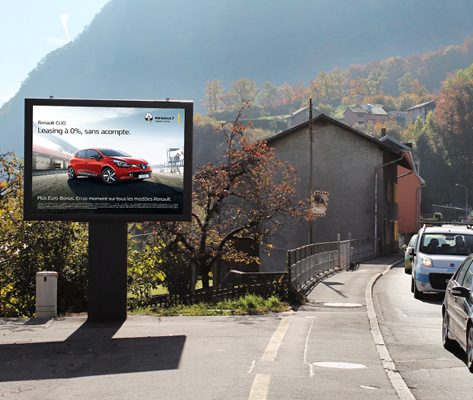 RENAULT
Renault CLIO
Leasing à 0%, sans acompte.
Plus Euro Bonus. En ce moment sur tous les modèles Renault.